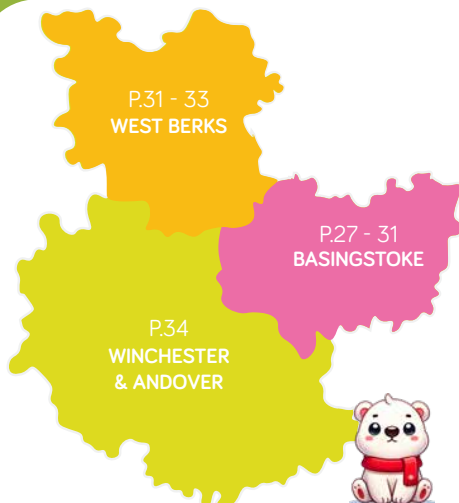 P.31 - 33
WEST BERKS
P.27 - 31
BASINGSTOKE
P.34
WINCHESTER
& ANDOVER